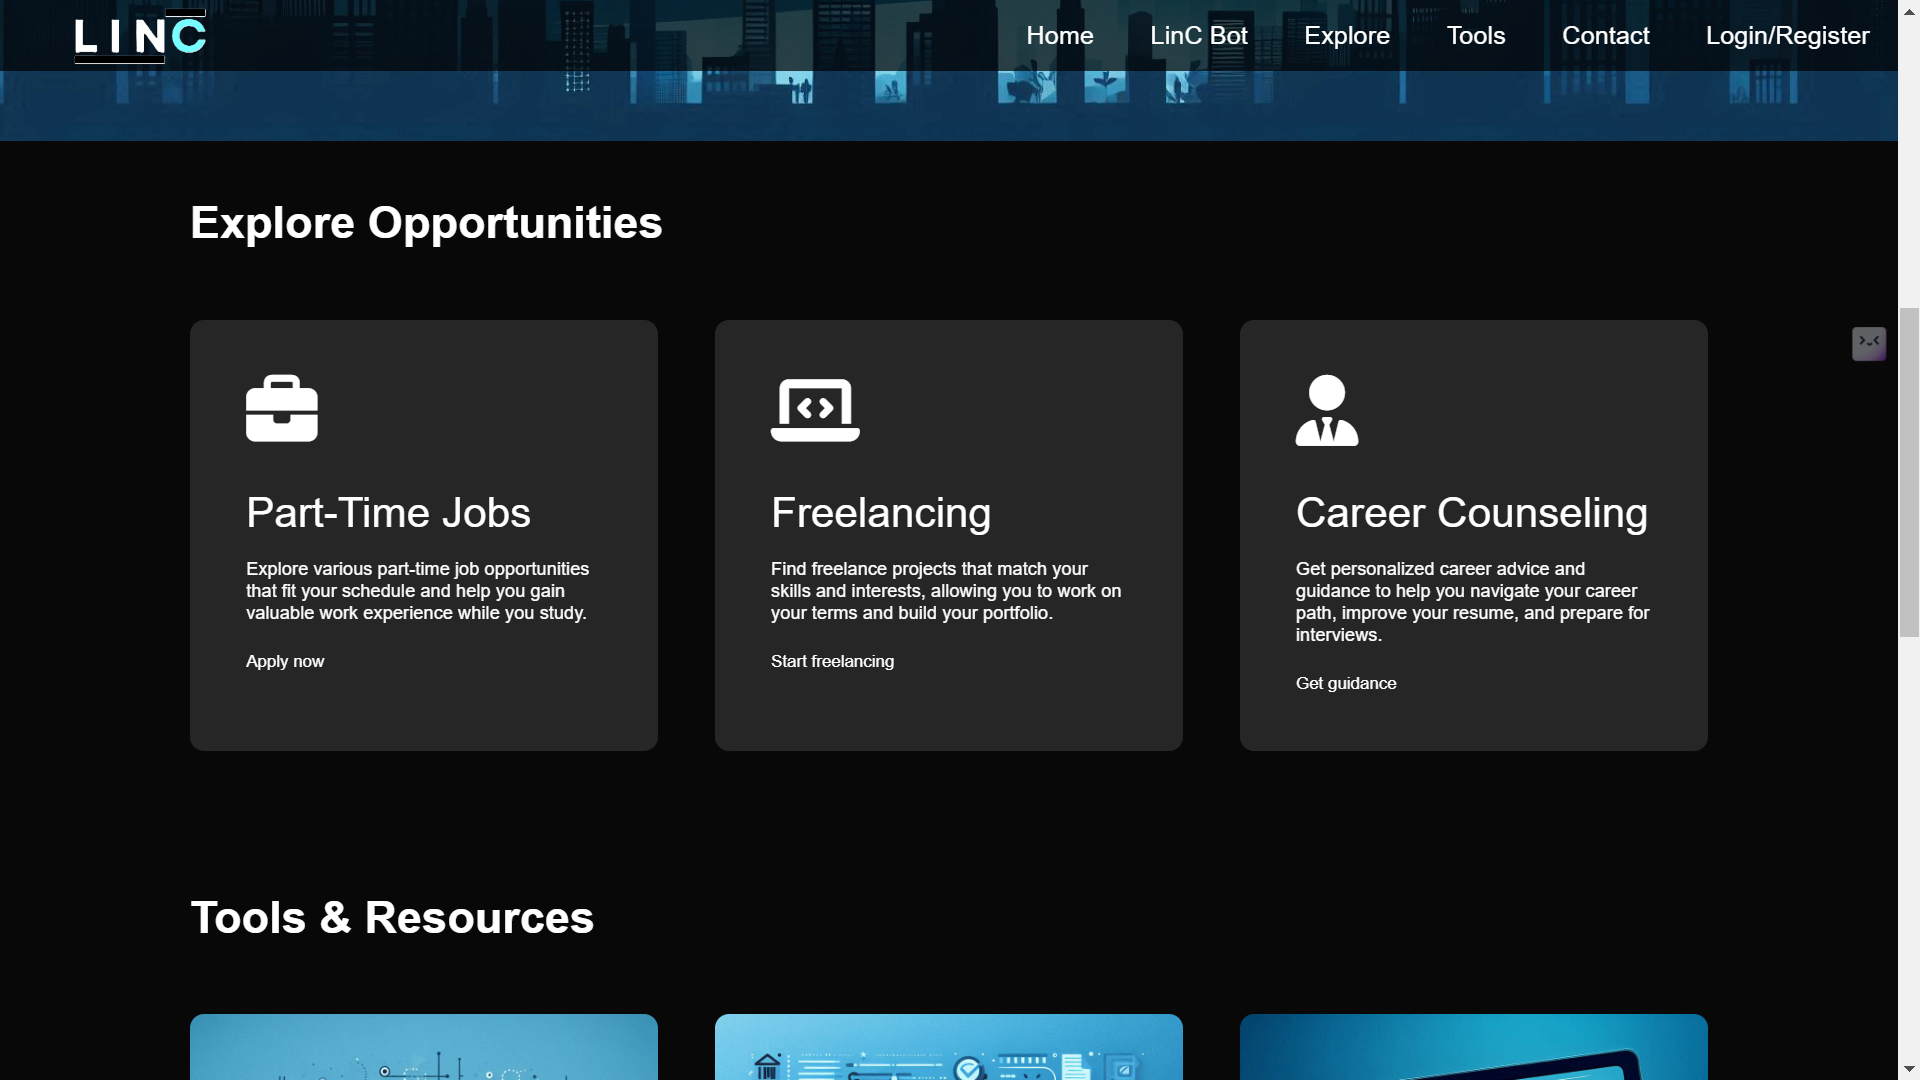 LINC
Home
LinC Bot
Explore
Tools
Contact
Login/Register
Explore Opportunities
Part-Time Jobs
Explore various part-time job opportunities
that fit your schedule and help you gain
valuable work experience while you study.
Apply now
Freelancing
Find freelance projects that match your
skills and interests, allowing you to work on
your terms and build your portfolio.
Start freelancing
Career Counseling
Get personalized career advice and
guidance to help you navigate your career
path, improve your resume, and prepare for
interviews.
Get guidance
Tools & Resources